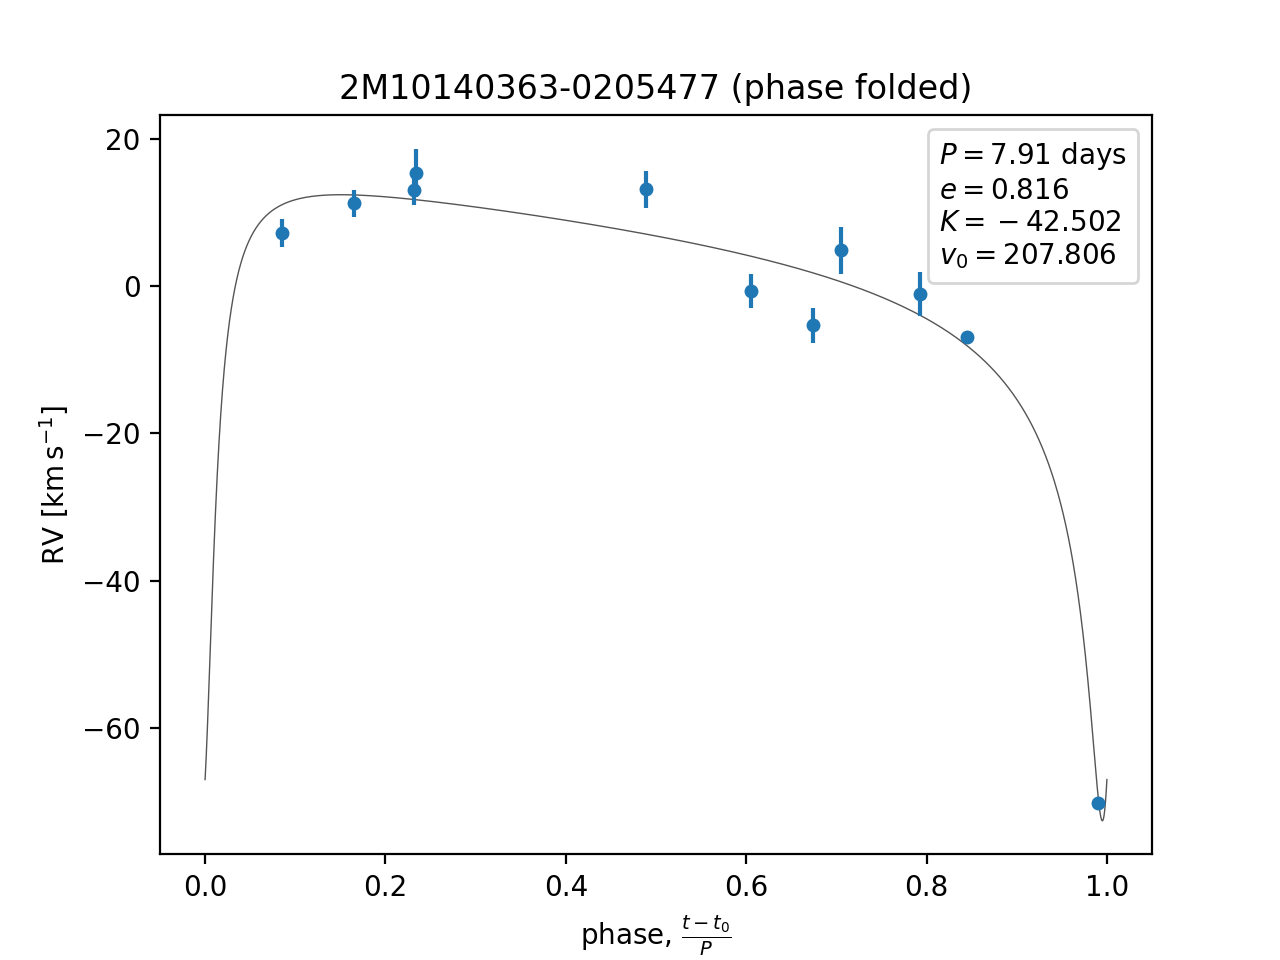 2M10140363-0205477 (phase folded)
P = 7.91 days
e = 0.816
K = −42.502
v₀ = 207.806
20
0
−20
−40
−60
RV [km s⁻¹]
0.0 0.2 0.4 0.6 0.8 1.0
phase, (t − t₀)/P